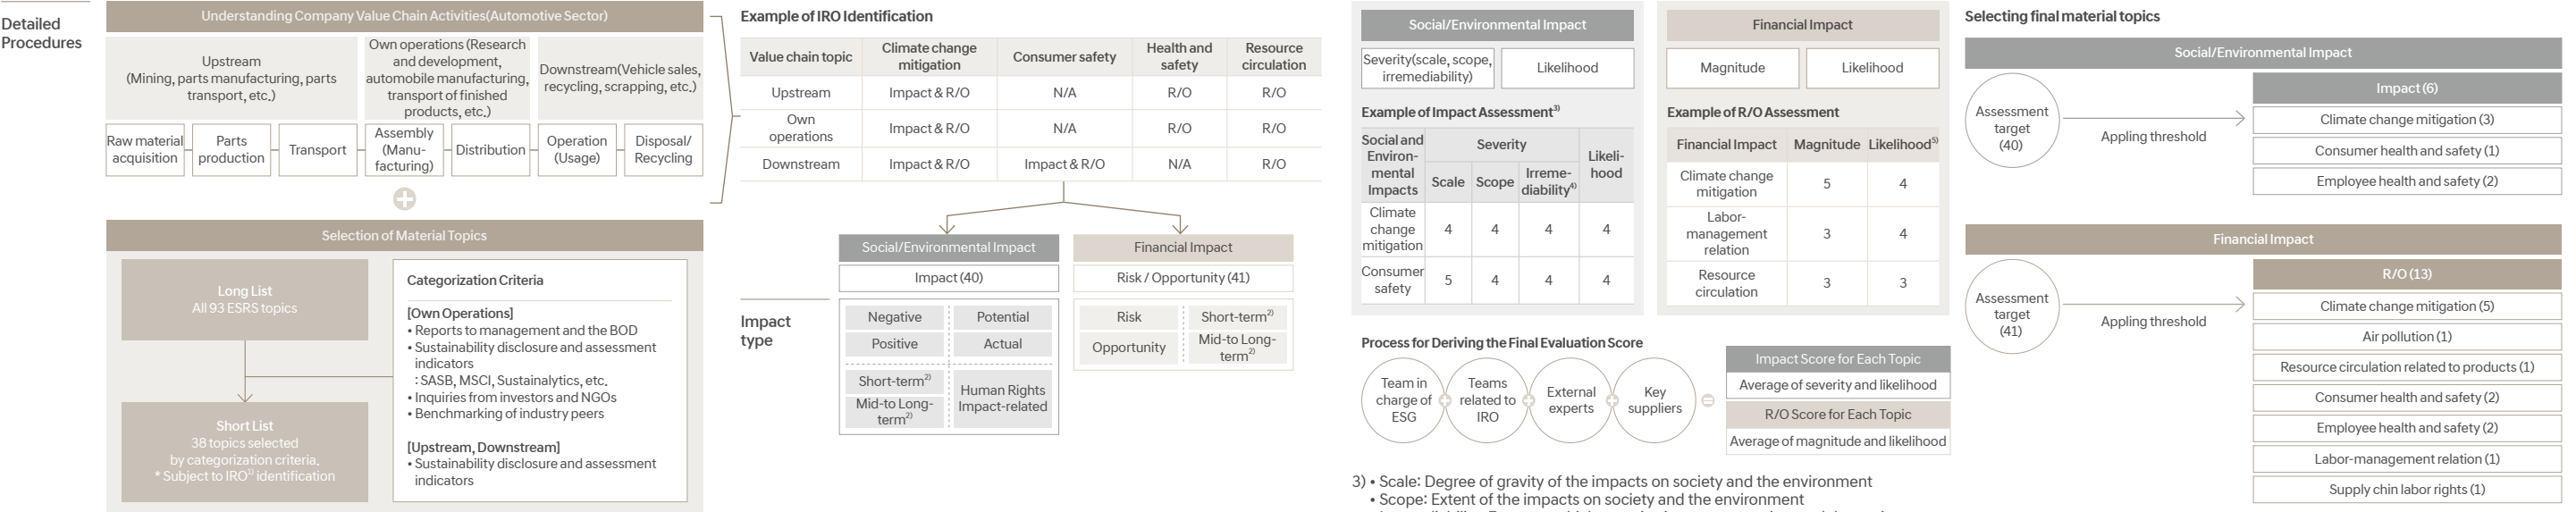 Detailed
Procedures
Understanding Company Value Chain Activities(Automotive Sector)
Upstream
(Mining, parts manufacturing, parts
transport, etc.)
Own operations (Research
and development,
automobile manufacturing,
transport of finished
products, etc.)
Downstream(Vehicle sales,
recycling, scrapping, etc.)
Raw material
acquisition
Parts
production
Transport
Assembly
(Manu-
facturing)
Distribution
Operation
(Usage)
Disposal/
Recycling
Selection of Material Topics
Long List
All 93 ESRS topics
Short List
38 topics selected
by categorization criteria.
* Subject to IRO1) identification
Categorization Criteria
[Own Operations]
• Reports to management and the BOD
• Sustainability disclosure and assessment
indicators
: SASB, MSCI, Sustainalytics, etc.
• Inquiries from investors and NGOs
• Benchmarking of industry peers
[Upstream, Downstream]
• Sustainability disclosure and assessment
indicators
Example of IRO Identification
Value chain topic
Climate change
mitigation
Consumer safety
Health and
safety
Resource
circulation
Upstream Impact & R/O N/A R/O R/O
Own
operations
Impact & R/O N/A R/O R/O
Downstream Impact & R/O Impact & R/O N/A R/O
Social/Environmental Impact
Impact (40)
Financial Impact
Risk / Opportunity (41)
Impact
type
Negative Potential
Positive Actual
Short-term2)
Mid-to Long-
term2)
Human Rights
Impact-related
Risk
Opportunity
Short-term2)
Mid-to Long-
term2)
Social/Environmental Impact
Severity(scale, scope,
irremediability)
Likelihood
Example of Impact Assessment3)
Social and
Environ-
mental
Impacts
Severity
Scale Scope
Irreme-
diability4)
Likeli-
hood
Climate
change
mitigation
4 4 4 4
Consumer
safety
5 4 4 4
Financial Impact
Magnitude Likelihood
Example of R/O Assessment
Financial Impact Magnitude Likelihood5)
Climate change
mitigation
5 4
Labor-
management
relation
3 4
Resource
circulation
3 3
Process for Deriving the Final Evaluation Score
Team in
charge of
ESG
Teams
related to
IRO
External
experts
Key
suppliers
Impact Score for Each Topic
Average of severity and likelihood
R/O Score for Each Topic
Average of magnitude and likelihood
3) • Scale: Degree of gravity of the impacts on society and the environment
• Scope: Extent of the impacts on society and the environment
Selecting final material topics
Social/Environmental Impact
Assessment
target
(40)
Appling threshold
Impact (6)
Climate change mitigation (3)
Consumer health and safety (1)
Employee health and safety (2)
Financial Impact
Assessment
target
(41)
Appling threshold
R/O (13)
Climate change mitigation (5)
Air pollution (1)
Resource circulation related to products (1)
Consumer health and safety (2)
Employee health and safety (2)
Labor-management relation (1)
Supply chin labor rights (1)